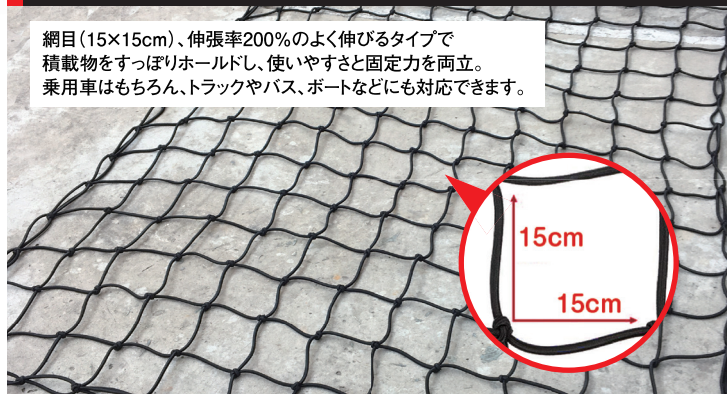 網目（15×15cm）、伸張率200％のよく伸びるタイプで
積載物をすっぽりホールドし、使いやすさと固定力を両立。
乗用車はもちろん、トラックやバス、ボートなどにも対応できます。
15cm
15cm